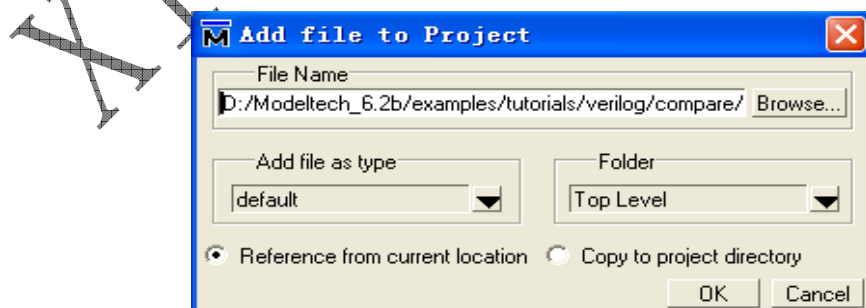 Add file to Project
File Name
D:/Modeltech_6.2b/examples/tutorials/verilog/compare/ Browse...
Add file as type Folder
default Top Level
Reference from current location Copy to project directory
OK Cancel